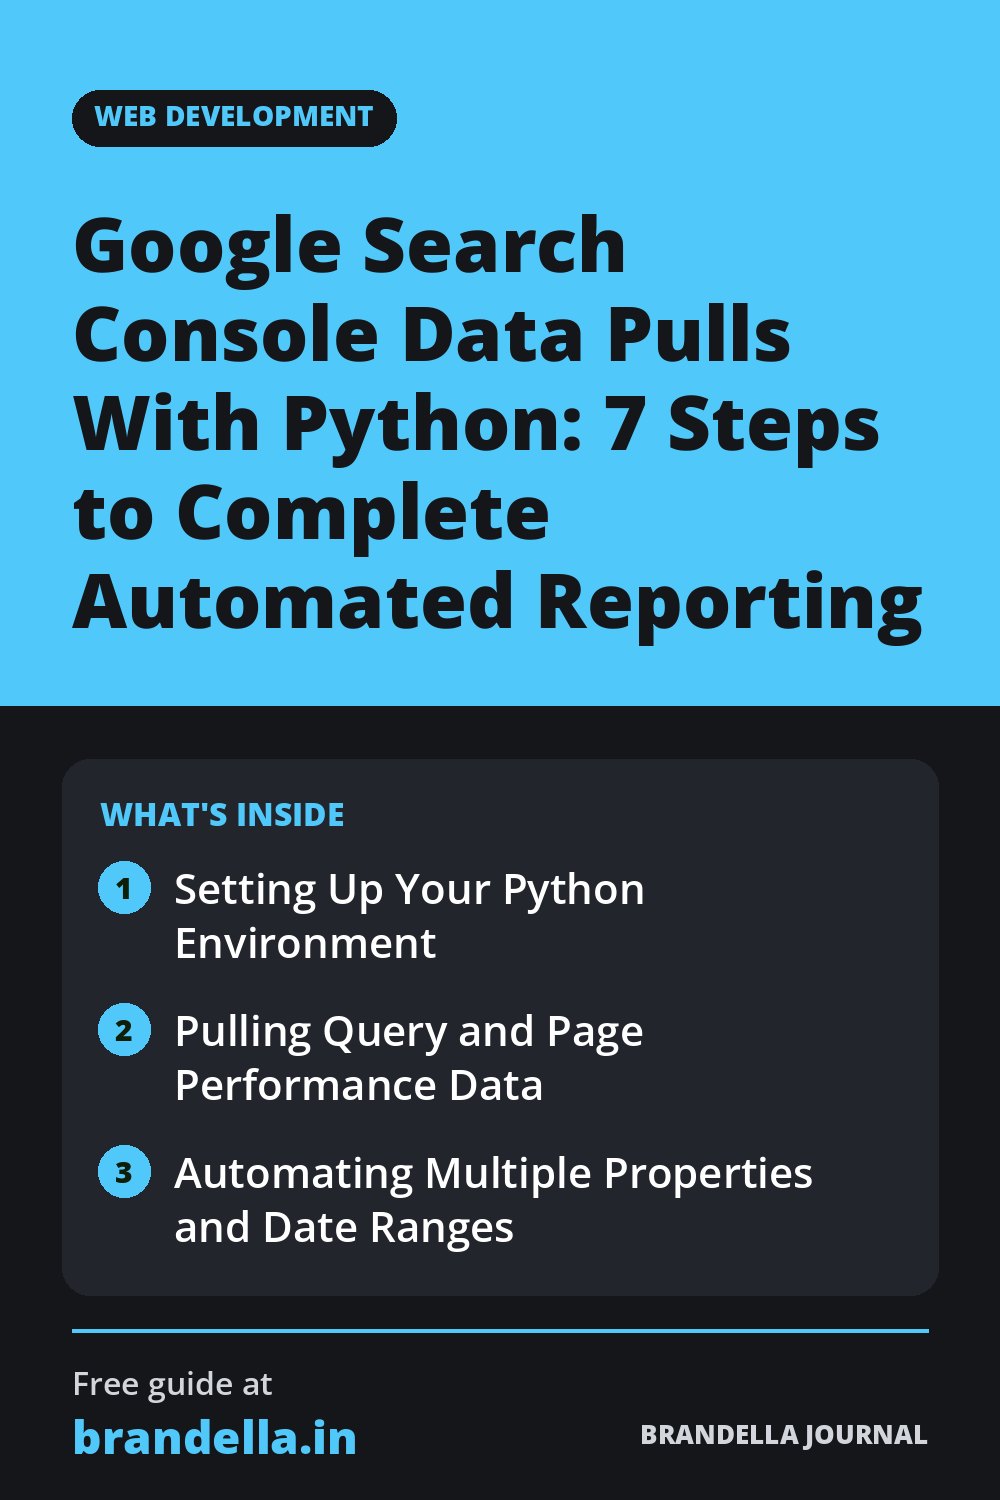 WEB DEVELOPMENT
Google Search
Console Data Pulls
With Python: 7 Steps
to Complete
Automated Reporting
WHAT'S INSIDE
1 Setting Up Your Python
Environment
2 Pulling Query and Page
Performance Data
3 Automating Multiple Properties
and Date Ranges
Free guide at
brandella.in
BRANDELLA JOURNAL